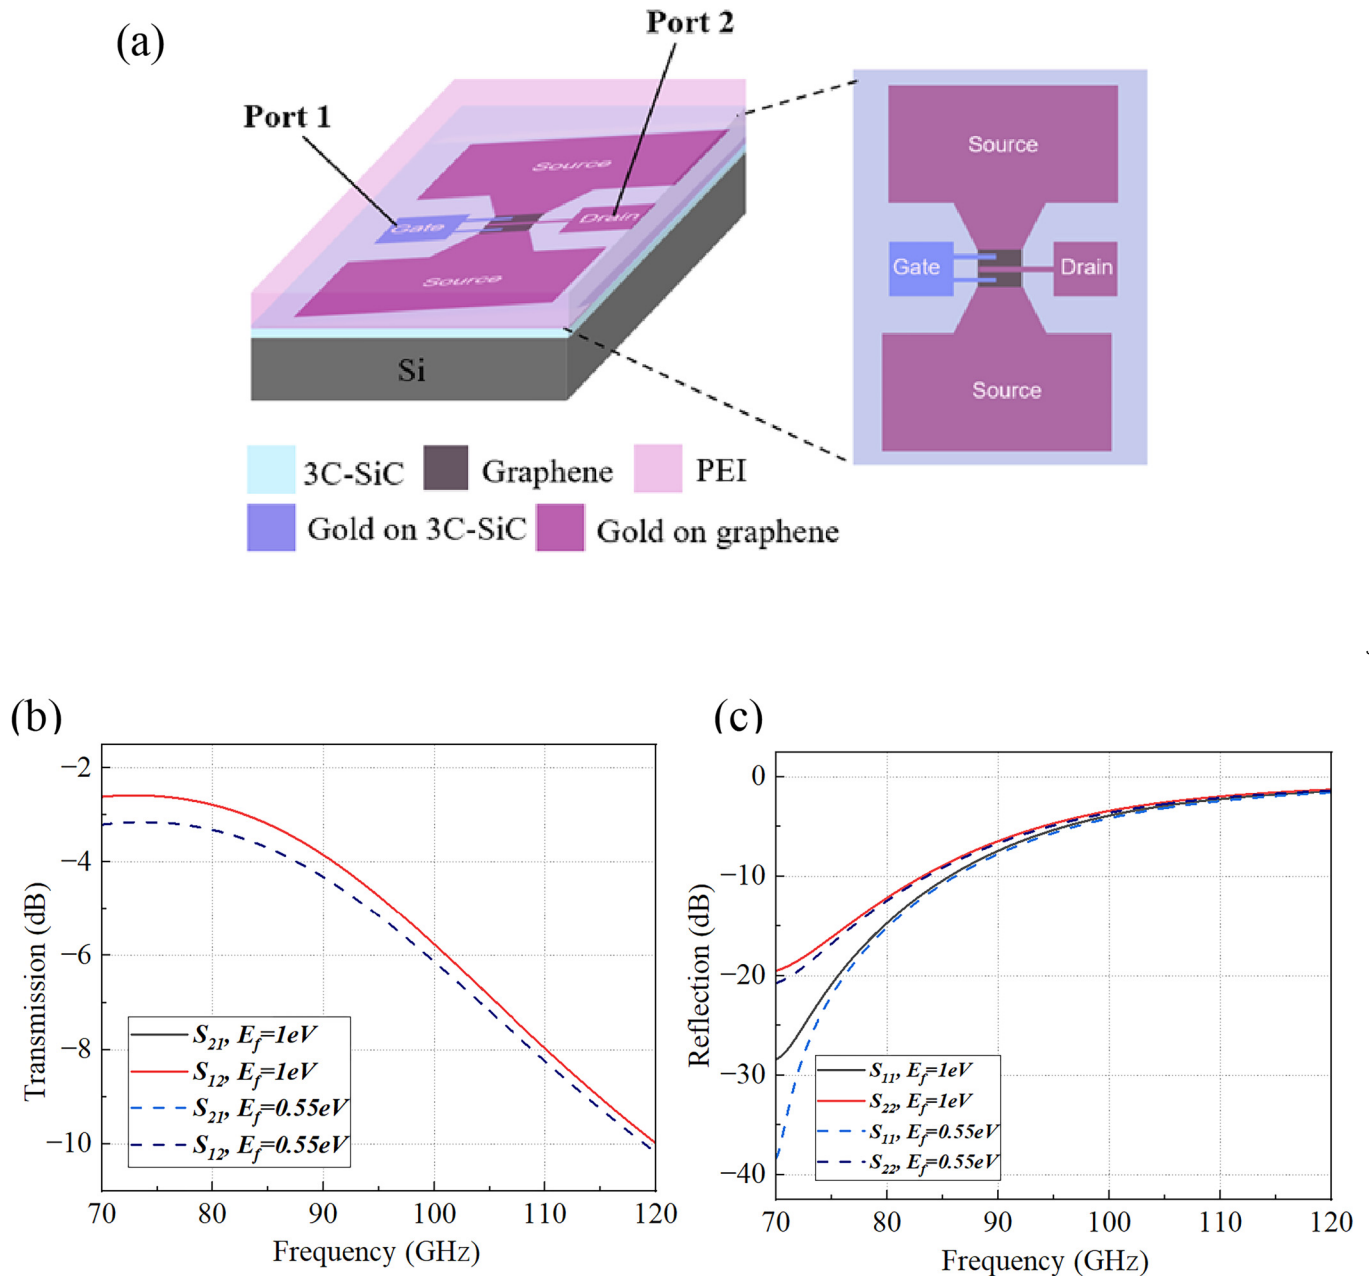 (a)
Port 2
Port 1
Source
Gate
Drain
Source
Si
Source
Gate
Drain
Source
3C-SiC
Graphene
PEI
Gold on 3C-SiC
Gold on graphene
(b)
Transmission (dB)
−2
−4
−6
−8
−10
S21, Ef=1eV
S12, Ef=1eV
S21, Ef=0.55eV
S12, Ef=0.55eV
70 80 90 100 110 120
Frequency (GHz)
(c)
Reflection (dB)
0
−10
−20
−30
−40
S11, Ef=1eV
S22, Ef=1eV
S11, Ef=0.55eV
S22, Ef=0.55eV
70 80 90 100 110 120
Frequency (GHz)